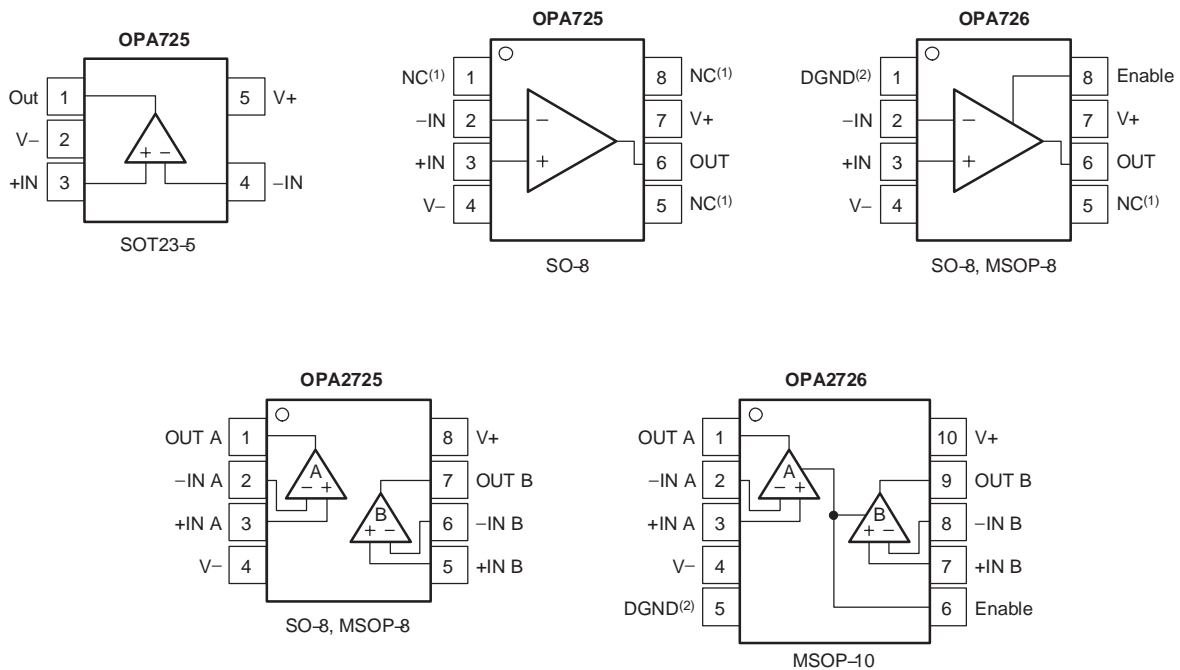 OPA725
Out 1
5 V+
V− 2
+IN 3
4 −IN
+ −
SOT23-5
OPA725
NC(1) 1
8 NC(1)
−IN 2
7 V+
+IN 3
6 OUT
V− 4
5 NC(1)
−
+
SO-8
OPA726
DGND(2) 1
8 Enable
−IN 2
7 V+
+IN 3
6 OUT
V− 4
5 NC(1)
−
+
SO-8, MSOP-8
OPA2725
OUT A 1
8 V+
−IN A 2
7 OUT B
+IN A 3
6 −IN B
V− 4
5 +IN B
A
− +
B
+ −
SO-8, MSOP-8
OPA2726
OUT A 1
10 V+
−IN A 2
9 OUT B
+IN A 3
8 −IN B
V− 4
7 +IN B
DGND(2) 5
6 Enable
A
− +
B
+ −
MSOP-10